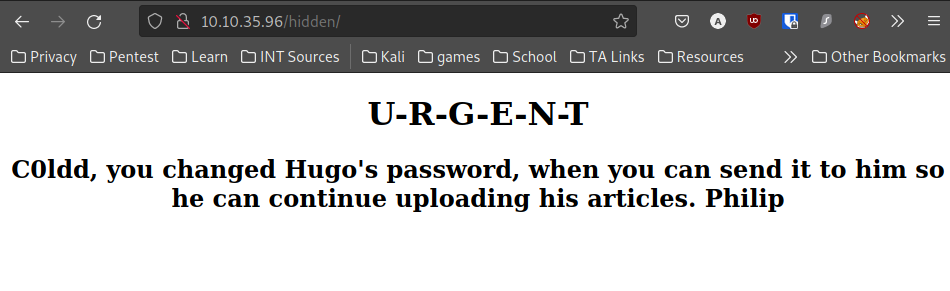 10.10.35.96/hidden/
Privacy Pentest Learn INT Sources Kali games School TA Links Resources Other Bookmarks
U-R-G-E-N-T
C0ldd, you changed Hugo's password, when you can send it to him so
he can continue uploading his articles. Philip